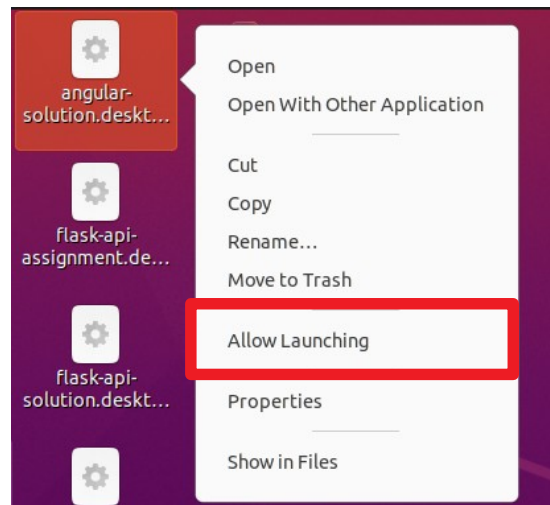 angular-
solution.deskt...
flask-api-
assignment.de...
flask-api-
solution.deskt...
Open
Open With Other Application
Cut
Copy
Rename...
Move to Trash
Allow Launching
Properties
Show in Files